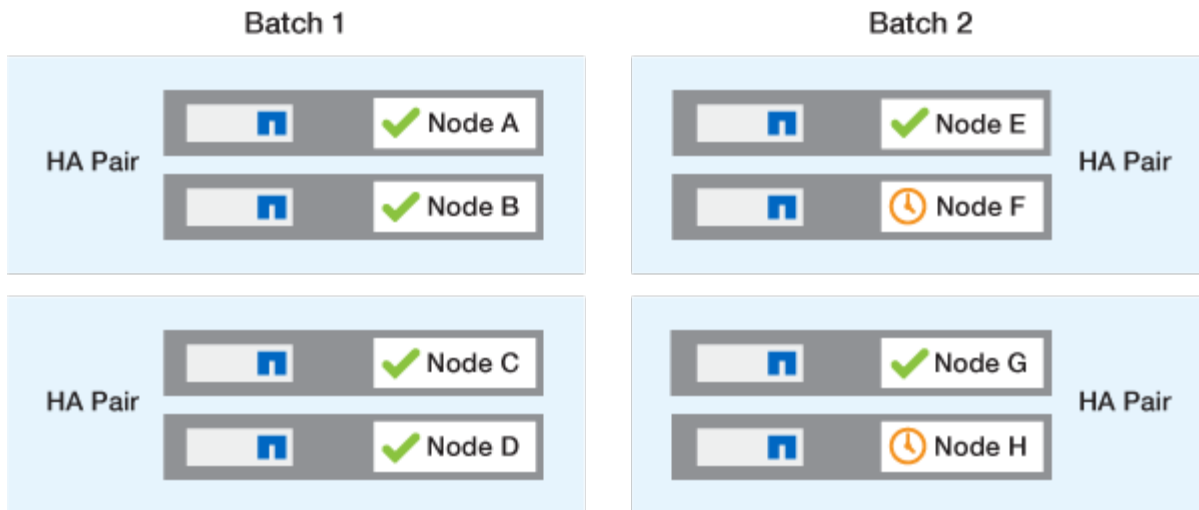 Batch 1
Batch 2
HA Pair
Node A
Node B
Node E
Node F
HA Pair
HA Pair
Node C
Node D
Node G
Node H
HA Pair